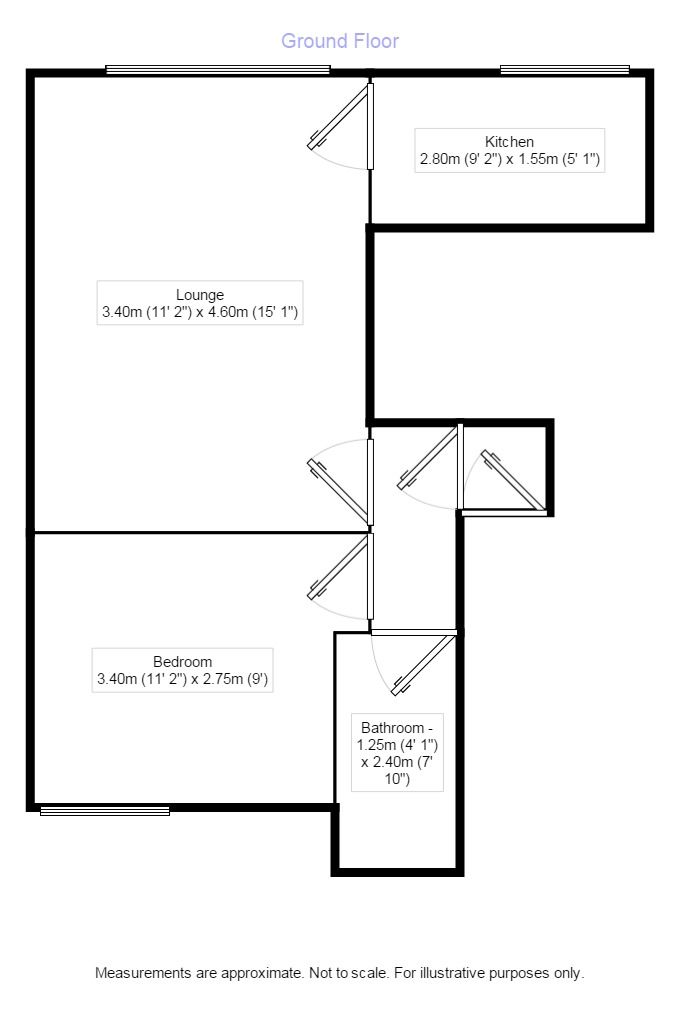 Ground Floor
Kitchen
2.80m (9' 2") x 1.55m (5' 1")
Lounge
3.40m (11' 2") x 4.60m (15' 1")
Bedroom
3.40m (11' 2") x 2.75m (9')
Bathroom -
1.25m (4' 1")
x 2.40m (7'
10")
Measurements are approximate. Not to scale. For illustrative purposes only.